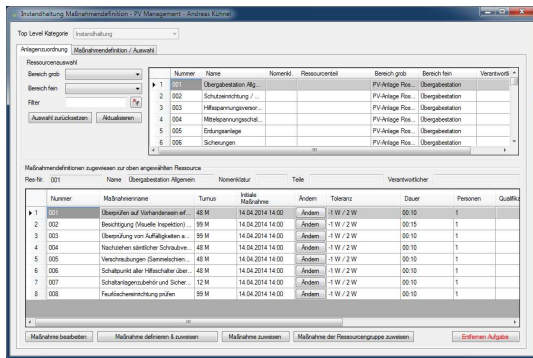 Instandhaltung Maßnahmendefinition - PV Management - Andreas Kühnel
Top Level Kategorie Instandhaltung
Anlagenzuordnung Maßnahmendefinition / Auswahl
Ressourcenauswahl
Bereich grob
Bereich fein
Filter
Auswahl zurücksetzen Aktualisieren
Nummer Name Nomenkl. Ressourcenteil Bereich grob Bereich fein Verantwortli
1 001 Übergabestation Allg... PV-Anlage Ros... Übergabestation
2 002 Schutzeinrichtung / ... PV-Anlage Ros... Übergabestation
3 003 Hilfsspannungsversor... PV-Anlage Ros... Übergabestation
4 004 Mittelspannungsschal... PV-Anlage Ros... Übergabestation
5 005 Erdungsanlage PV-Anlage Ros... Übergabestation
6 006 Sicherungen PV-Anlage Ros... Übergabestation
Maßnahmendefinitionen zugewiesen zur oben angewählten Ressource
Res-Nr. 001 Name Übergabestation Allgemein Nomenklatur Teile Verantwortlicher
Nummer Maßnahmenname Turnus Initiale Maßnahme Ändern Toleranz Dauer Personen Qualifika
1 001 Überprüfen auf Vorhandensein erf... 48 M 14.04.2014 14:00 Ändern -1 W / 2 W 00:10 1
2 002 Besichtigung (Visuelle Inspektion) ... 99 M 14.04.2014 14:00 Ändern -1 W / 2 W 00:15 1
3 003 Überprüfung von Auffälligkeiten a... 99 M 14.04.2014 14:00 Ändern -1 W / 2 W 00:10 1
4 004 Nachziehen sämtlicher Schraubve... 48 M 14.04.2014 14:00 Ändern -1 W / 2 W 00:10 1
5 005 Verschraubungen (Sammelschien... 48 M 14.04.2014 14:00 Ändern -1 W / 2 W 00:10 1
6 006 Schaltpunkt aller Hilfsschalter über... 48 M 14.04.2014 14:00 Ändern -1 W / 2 W 00:10 1
7 007 Schaltanlagenzubehör und Sicher... 12 M 14.04.2014 14:00 Ändern -1 W / 2 W 00:10 1
8 008 Feuerlöscheinrichtung prüfen 99 M 14.04.2014 14:00 Ändern -1 W / 2 W 00:10 1
Maßnahme bearbeiten Maßnahme definieren & zuweisen Maßnahme zuweisen Maßnahme der Ressourcengruppe zuweisen Entfernen Aufgabe